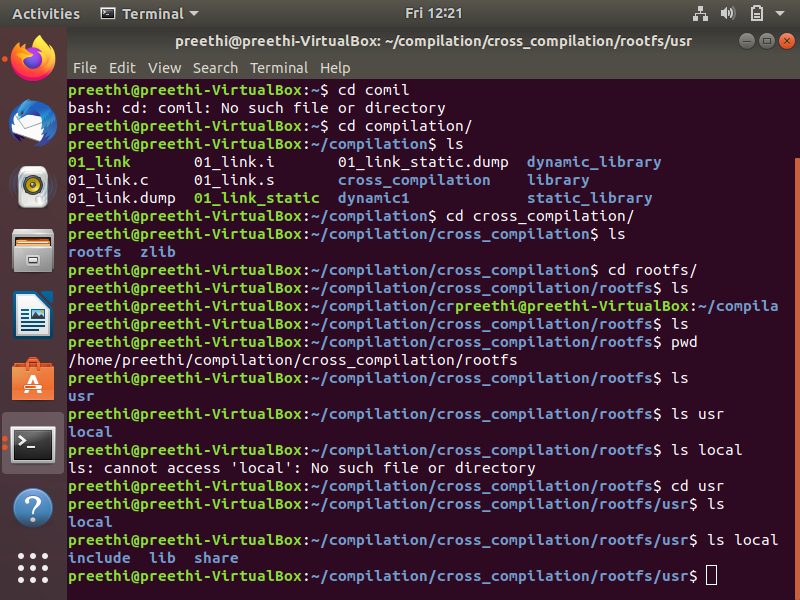 Activities Terminal Fri 12:21
preethi@preethi-VirtualBox: ~/compilation/cross_compilation/rootfs/usr
File Edit View Search Terminal Help
preethi@preethi-VirtualBox:~$ cd comil
bash: cd: comil: No such file or directory
preethi@preethi-VirtualBox:~$ cd compilation/
preethi@preethi-VirtualBox:~/compilation$ ls
01_link 01_link.i 01_link_static.dump dynamic_library
01_link.c 01_link.s cross_compilation library
01_link.dump 01_link_static dynamic1 static_library
preethi@preethi-VirtualBox:~/compilation$ cd cross_compilation/
preethi@preethi-VirtualBox:~/compilation/cross_compilation$ ls
rootfs zlib
preethi@preethi-VirtualBox:~/compilation/cross_compilation$ cd rootfs/
preethi@preethi-VirtualBox:~/compilation/cross_compilation/rootfs$ ls
preethi@preethi-VirtualBox:~/compilation/crpreethi@preethi-VirtualBox:~/compila
preethi@preethi-VirtualBox:~/compilation/cross_compilation/rootfs$ ls
preethi@preethi-VirtualBox:~/compilation/cross_compilation/rootfs$ pwd
/home/preethi/compilation/cross_compilation/rootfs
preethi@preethi-VirtualBox:~/compilation/cross_compilation/rootfs$ ls
usr
preethi@preethi-VirtualBox:~/compilation/cross_compilation/rootfs$ ls usr
local
preethi@preethi-VirtualBox:~/compilation/cross_compilation/rootfs$ ls local
ls: cannot access 'local': No such file or directory
preethi@preethi-VirtualBox:~/compilation/cross_compilation/rootfs$ cd usr
preethi@preethi-VirtualBox:~/compilation/cross_compilation/rootfs/usr$ ls
local
preethi@preethi-VirtualBox:~/compilation/cross_compilation/rootfs/usr$ ls local
include lib share
preethi@preethi-VirtualBox:~/compilation/cross_compilation/rootfs/usr$